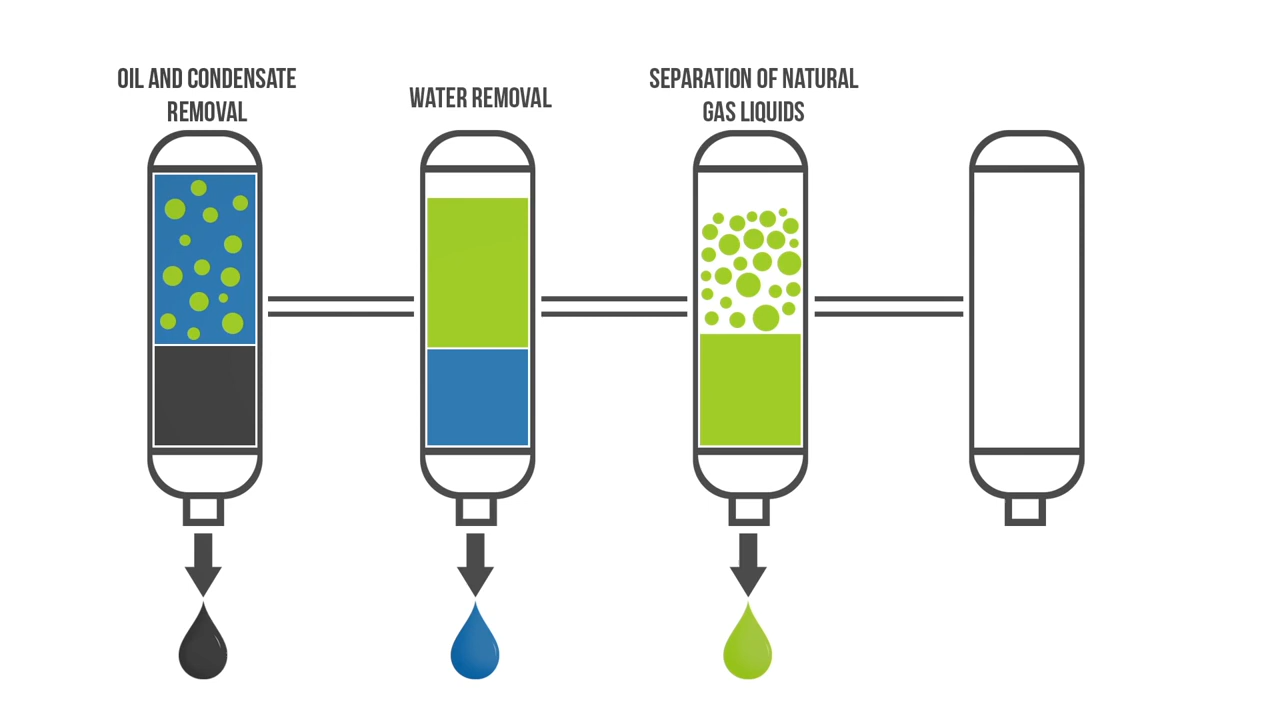 OIL AND CONDENSATE
REMOVAL
WATER REMOVAL
SEPARATION OF NATURAL
GAS LIQUIDS